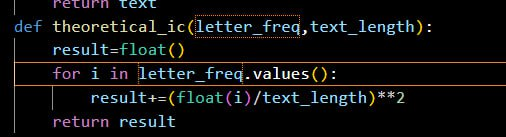 return text
def theoretical_ic(letter_freq,text_length):
result=float()
for i in letter_freq.values():
result+=(float(i)/text_length)**2
return result